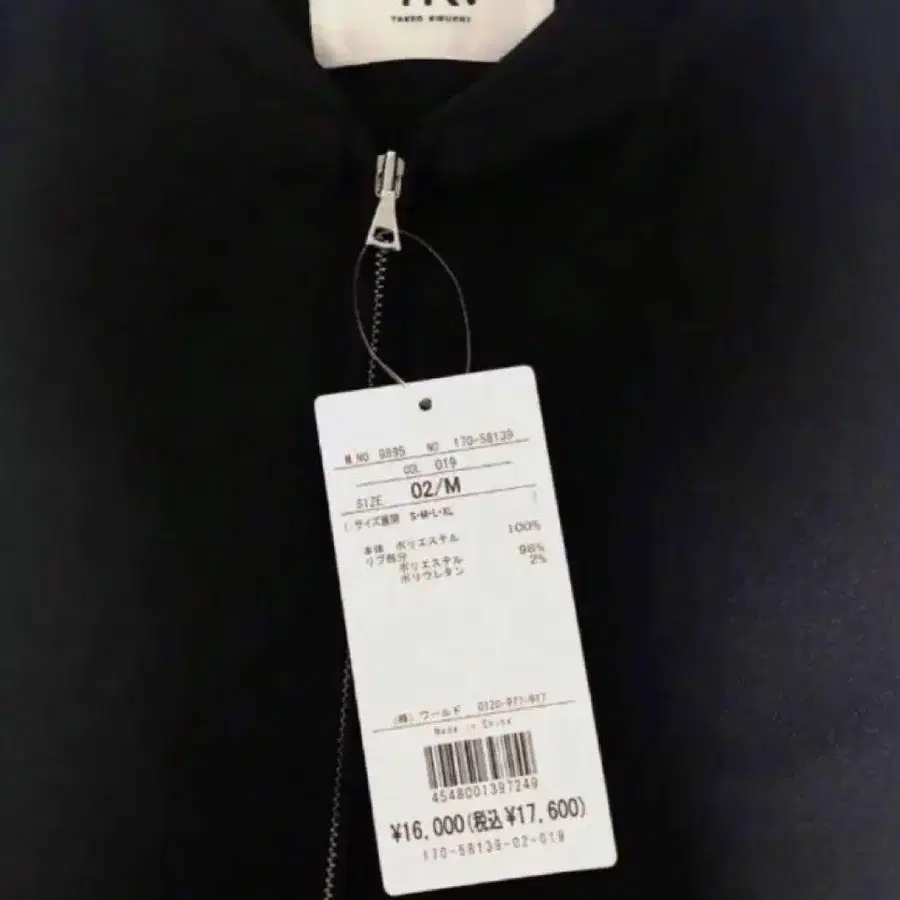 TAKEO KIKUCHI
M.NO 9895 NO 170-58139
COL 019
SIZE 02/M
サイズ展開 S・M・L・XL
本体 ポリエステル 100%
リブ部分
ポリエステル 98%
ポリウレタン 2%
(株)ワールド 0120-971-917
Made in China
4548001397249
¥16,000(税込¥17,600)
170-58139-02-019